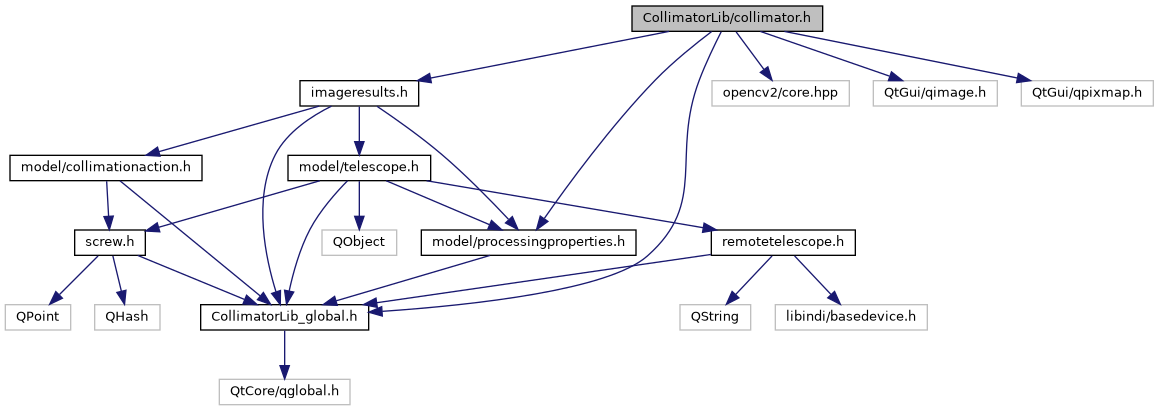 CollimatorLib/collimator.h
imageresults.h
opencv2/core.hpp
QtGui/qimage.h
QtGui/qpixmap.h
model/collimationaction.h
model/telescope.h
screw.h
QObject
model/processingproperties.h
remotetelescope.h
QPoint
QHash
CollimatorLib_global.h
QString
libindi/basedevice.h
QtCore/qglobal.h